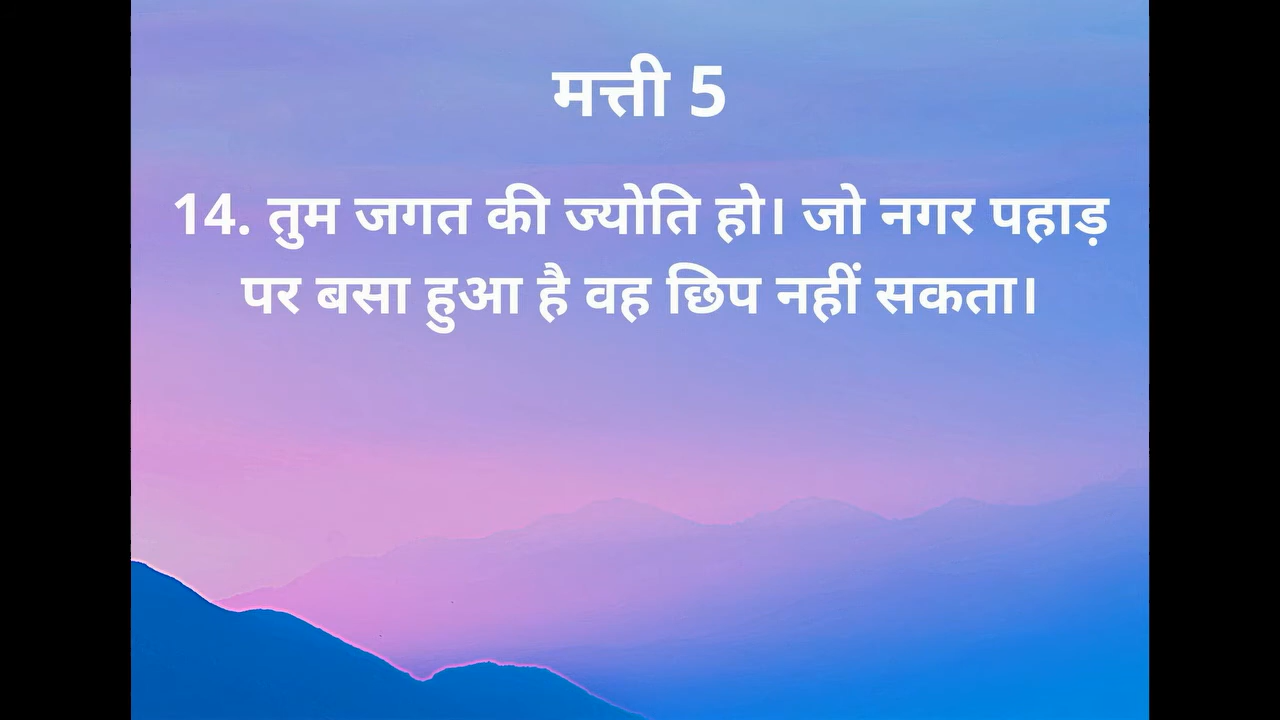 मत्ती 5
14. तुम जगत की ज्योति हो। जो नगर पहाड़
पर बसा हुआ है वह छिप नहीं सकता।